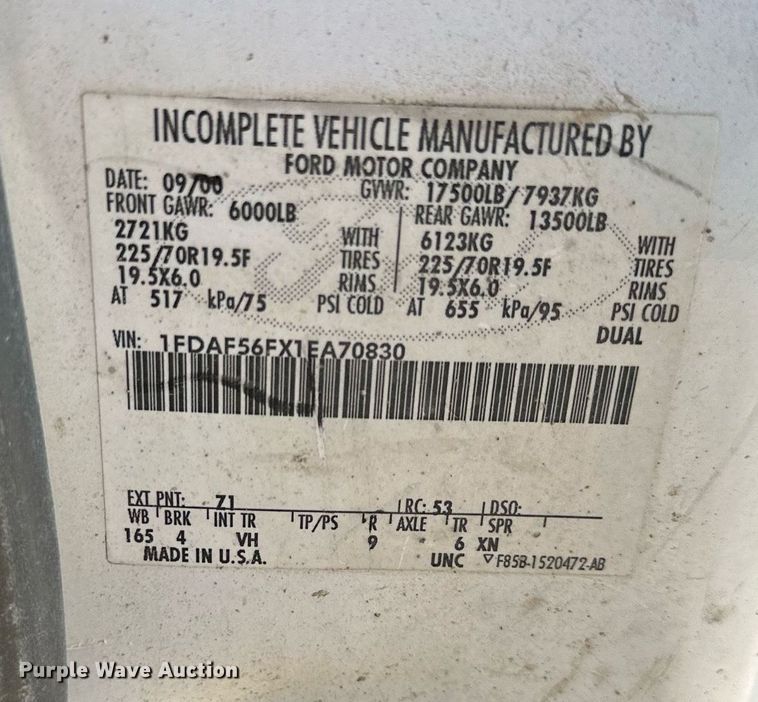 INCOMPLETE VEHICLE MANUFACTURED BY
FORD MOTOR COMPANY
DATE: 09/00 GVWR: 17500LB/7937KG
FRONT GAWR: 6000LB REAR GAWR: 13500LB
2721KG WITH 6123KG WITH
225/70R19.5F TIRES 225/70R19.5F TIRES
19.5X6.0 RIMS 19.5X6.0 RIMS
AT 517 kPa/75 PSI COLD AT 655 kPa/95 PSI COLD
DUAL
VIN: 1FDAF56FX1EA70830
EXT PNT: Z1 RC: 53 DSO:
WB BRK INT TR TP/PS R AXLE TR SPR
165 4 VH 9 6 XN
MADE IN U.S.A. UNC F85B-1520472-AB
Purple Wave Auction